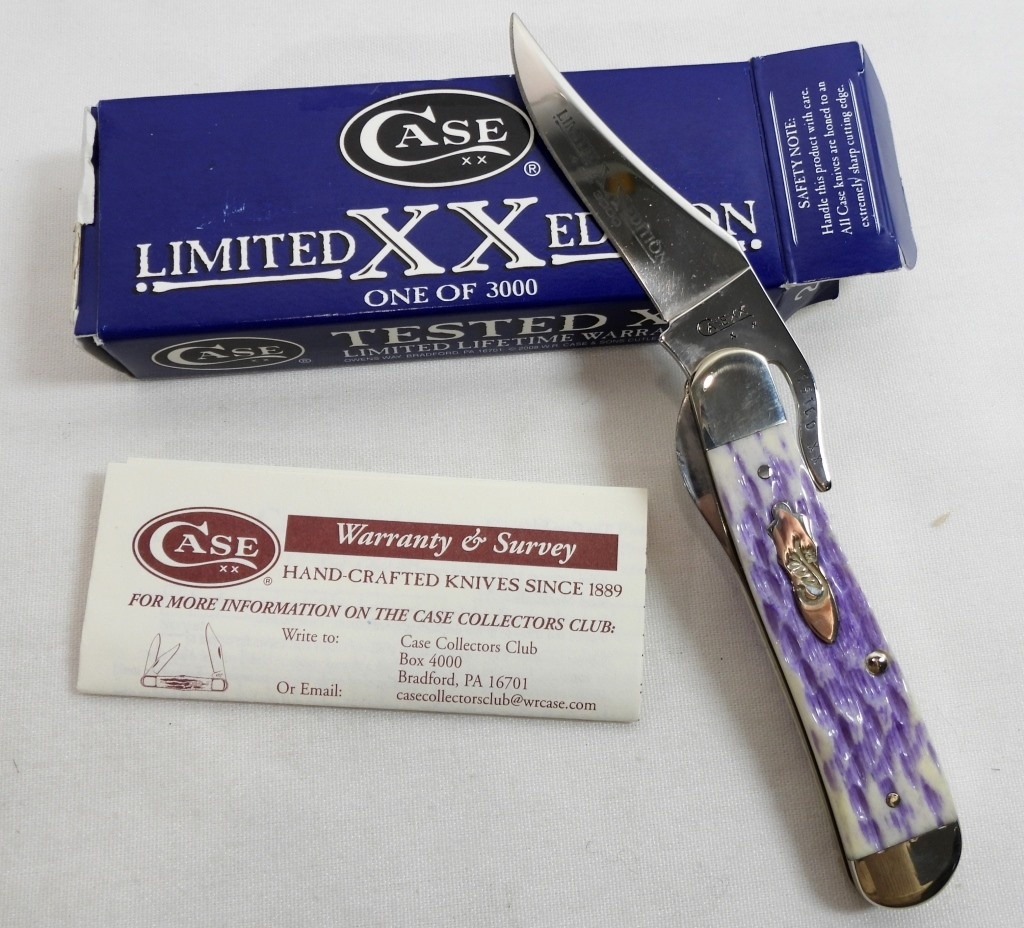 CASE
XX
®
LIMITED XX ED
ONE OF 3000
SAFETY NOTE:
Handle this product with care.
All Case knives are honed to an
extremely sharp cutting edge.
CASE ® TESTED X
LIMITED LIFETIME WARRA
LIMITED
EDITION
CASE XX
CASE
XX
®
Warranty & Survey
HAND-CRAFTED KNIVES SINCE 1889
FOR MORE INFORMATION ON THE CASE COLLECTORS CLUB:
Write to: Case Collectors Club
Box 4000
Bradford, PA 16701
Or Email: casecollectorsclub@wrcase.com